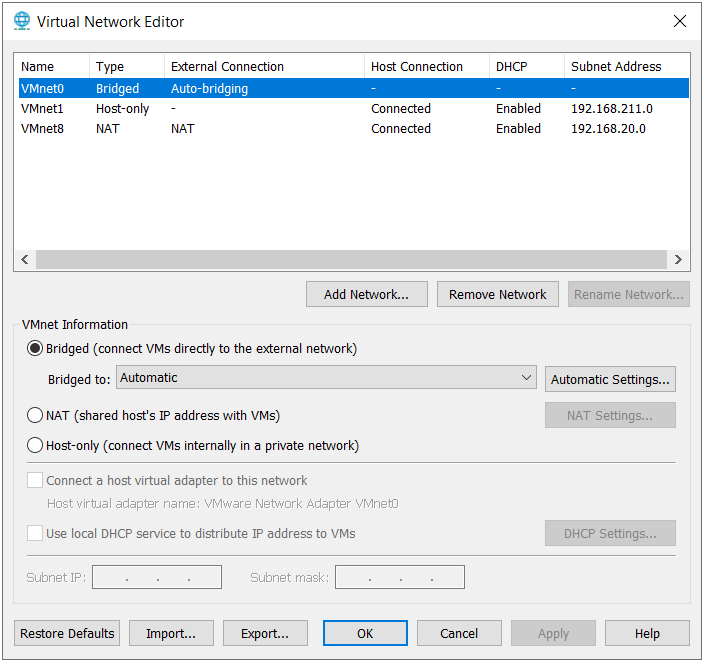 Virtual Network Editor
Name Type External Connection Host Connection DHCP Subnet Address
VMnet0 Bridged Auto-bridging - - -
VMnet1 Host-only - Connected Enabled 192.168.211.0
VMnet8 NAT NAT Connected Enabled 192.168.20.0
Add Network... Remove Network Rename Network...
VMnet Information
Bridged (connect VMs directly to the external network)
Bridged to: Automatic Automatic Settings...
NAT (shared host's IP address with VMs) NAT Settings...
Host-only (connect VMs internally in a private network)
Connect a host virtual adapter to this network
Host virtual adapter name: VMware Network Adapter VMnet0
Use local DHCP service to distribute IP address to VMs DHCP Settings...
Subnet IP: . . . Subnet mask: . . .
Restore Defaults Import... Export... OK Cancel Apply Help